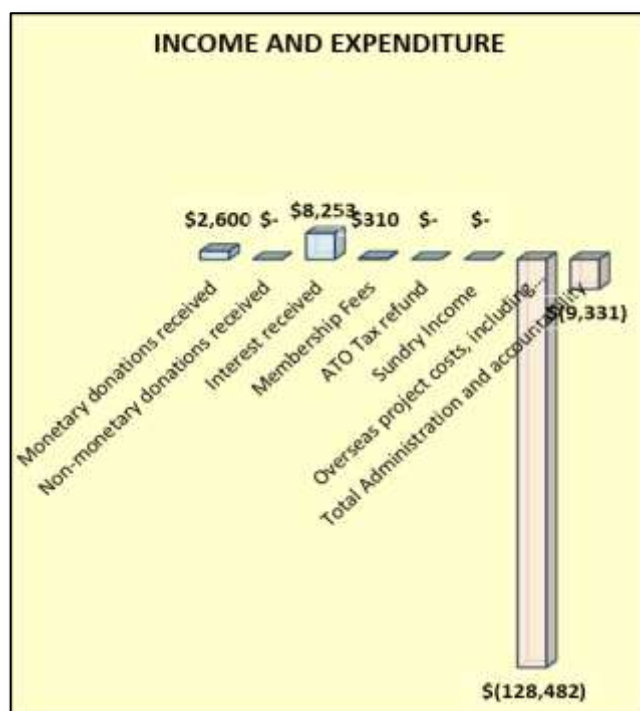 INCOME AND EXPENDITURE
$2,600 $- $8,253 $310 $- $-
Monetary donations received
Non-monetary donations received
Interest received
Membership Fees
ATO Tax refund
Sundry Income
Overseas project costs, including...
Total Administration and accountability
$(9,331)
$(128,482)